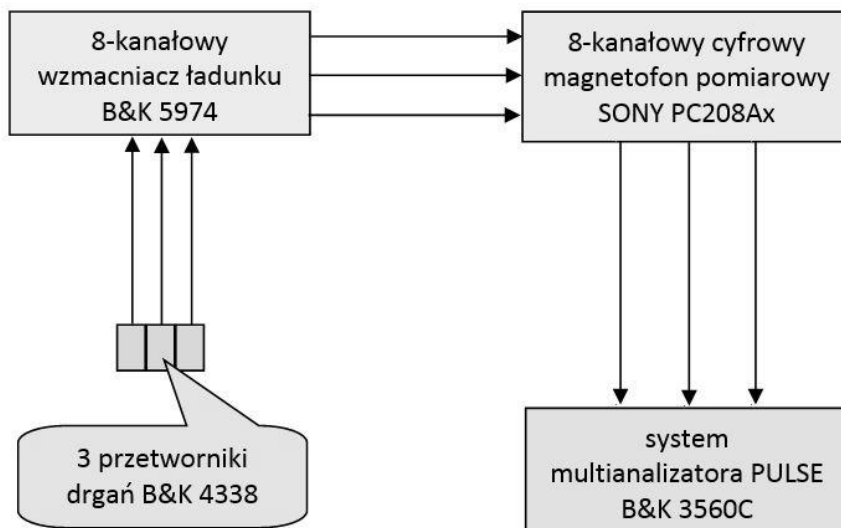 8-kanałowy
wzmacniacz ładunku
B&K 5974
8-kanałowy cyfrowy
magnetofon pomiarowy
SONY PC208Ax
3 przetworniki
drgań B&K 4338
system
multianalizatora PULSE
B&K 3560C